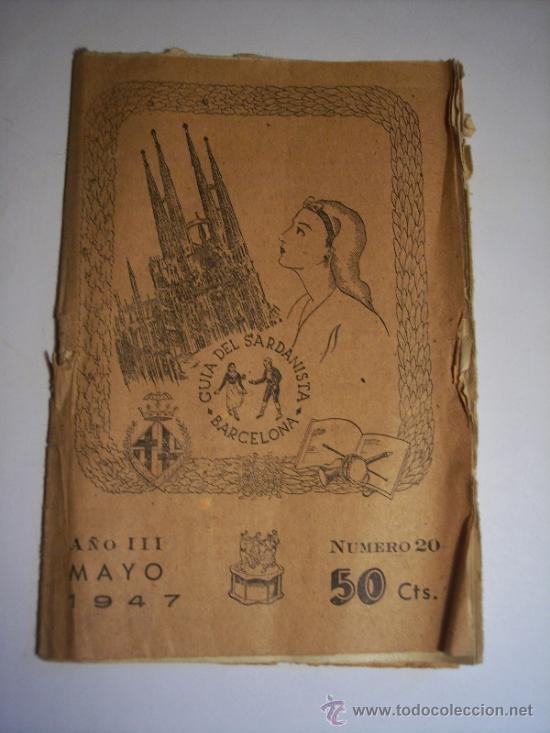 GUIA DEL SARDANISTA
BARCELONA
AÑO III
MAYO
1947
NUMERO 20
50 Cts.
© www.todocoleccion.net